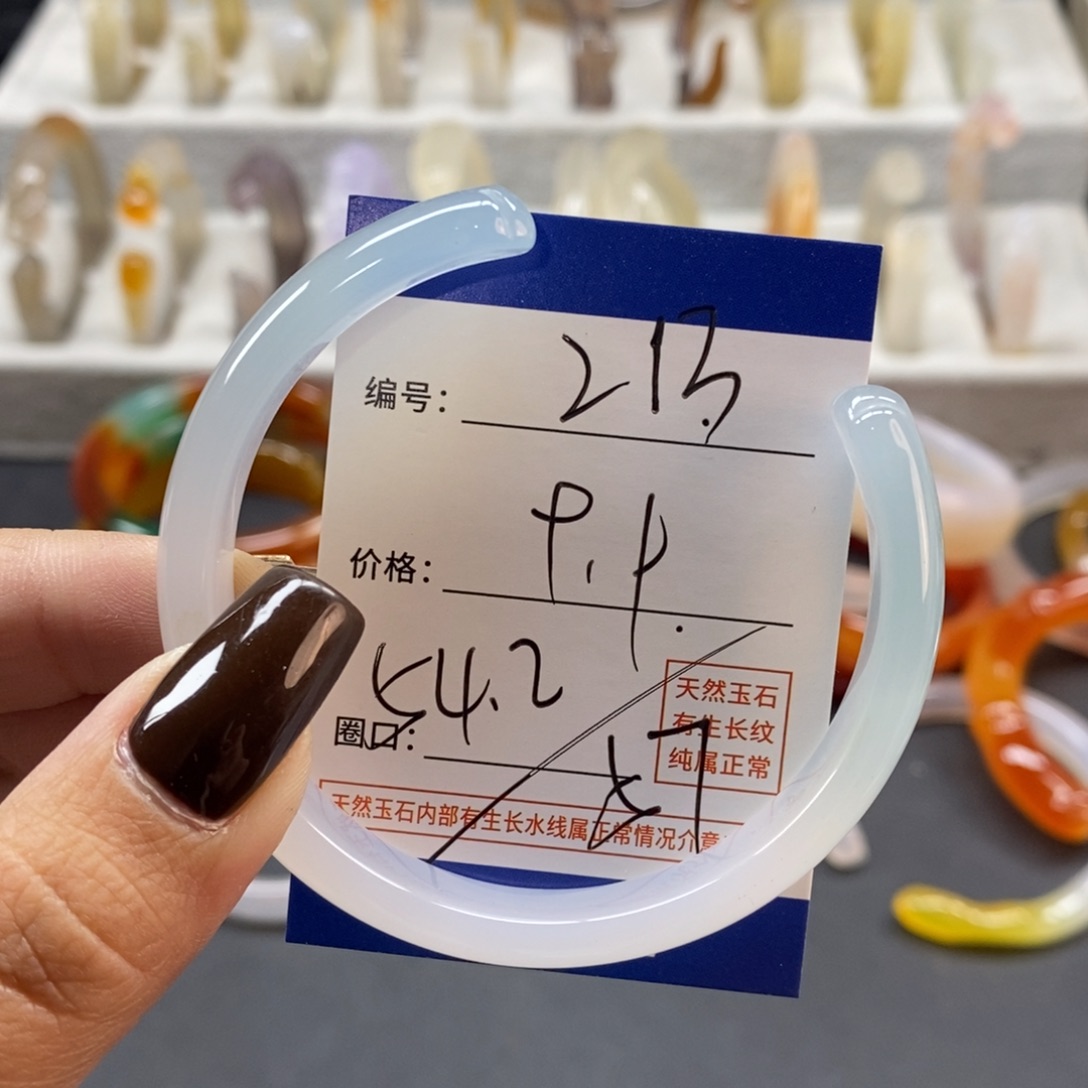 编号: 213.
价格:
圈口: 54.2
天然玉石
有生长纹
纯属正常
天然玉石内部有生长水线属正常情况介意